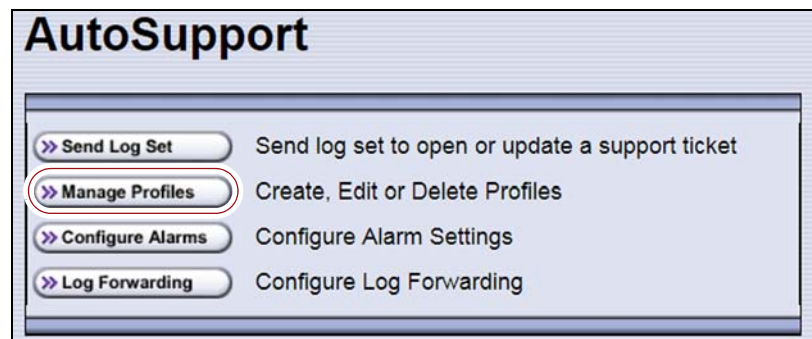 AutoSupport
Send Log Set Send log set to open or update a support ticket
Manage Profiles Create, Edit or Delete Profiles
Configure Alarms Configure Alarm Settings
Log Forwarding Configure Log Forwarding